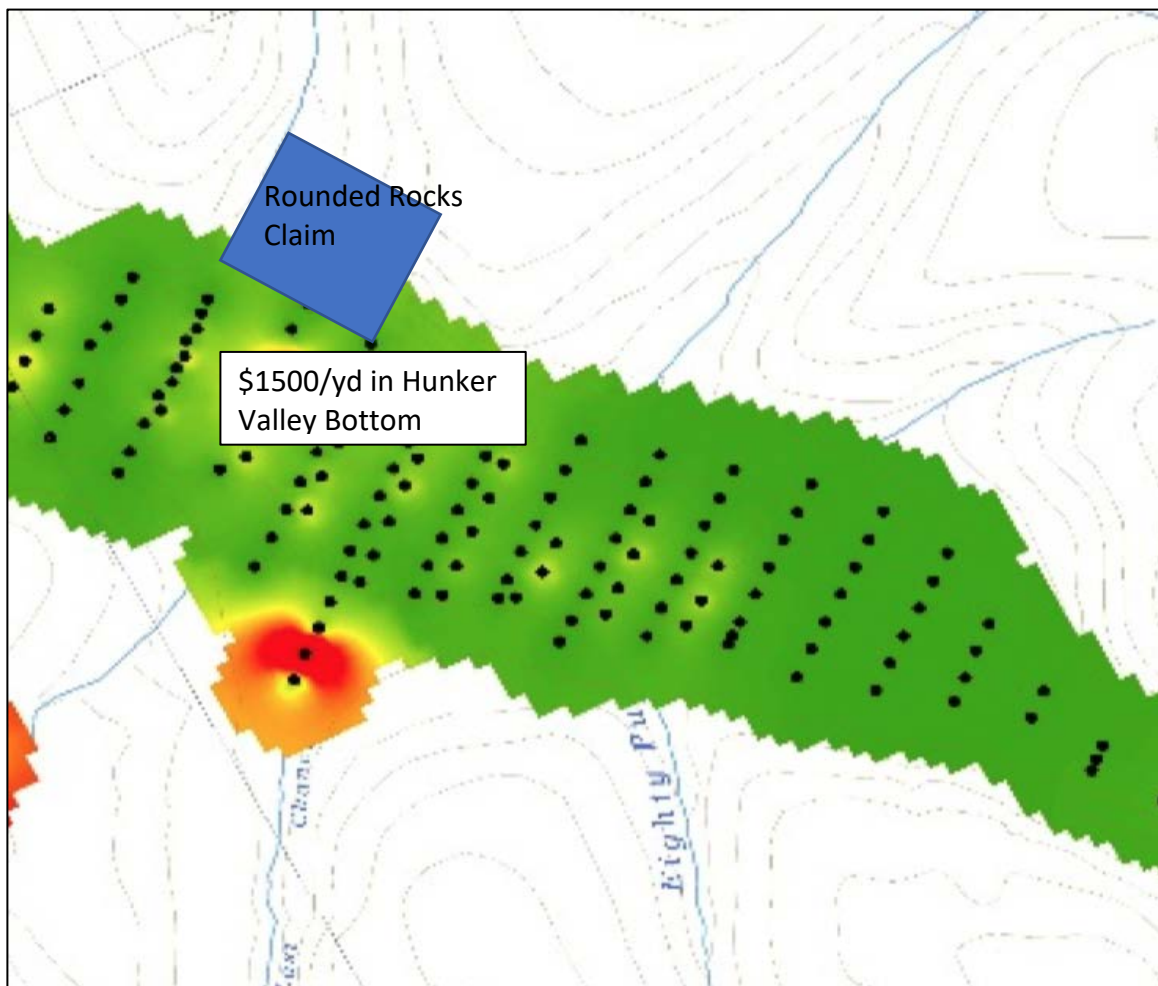 Rounded Rocks
Claim
$1500/yd in Hunker
Valley Bottom
Eighty Pu